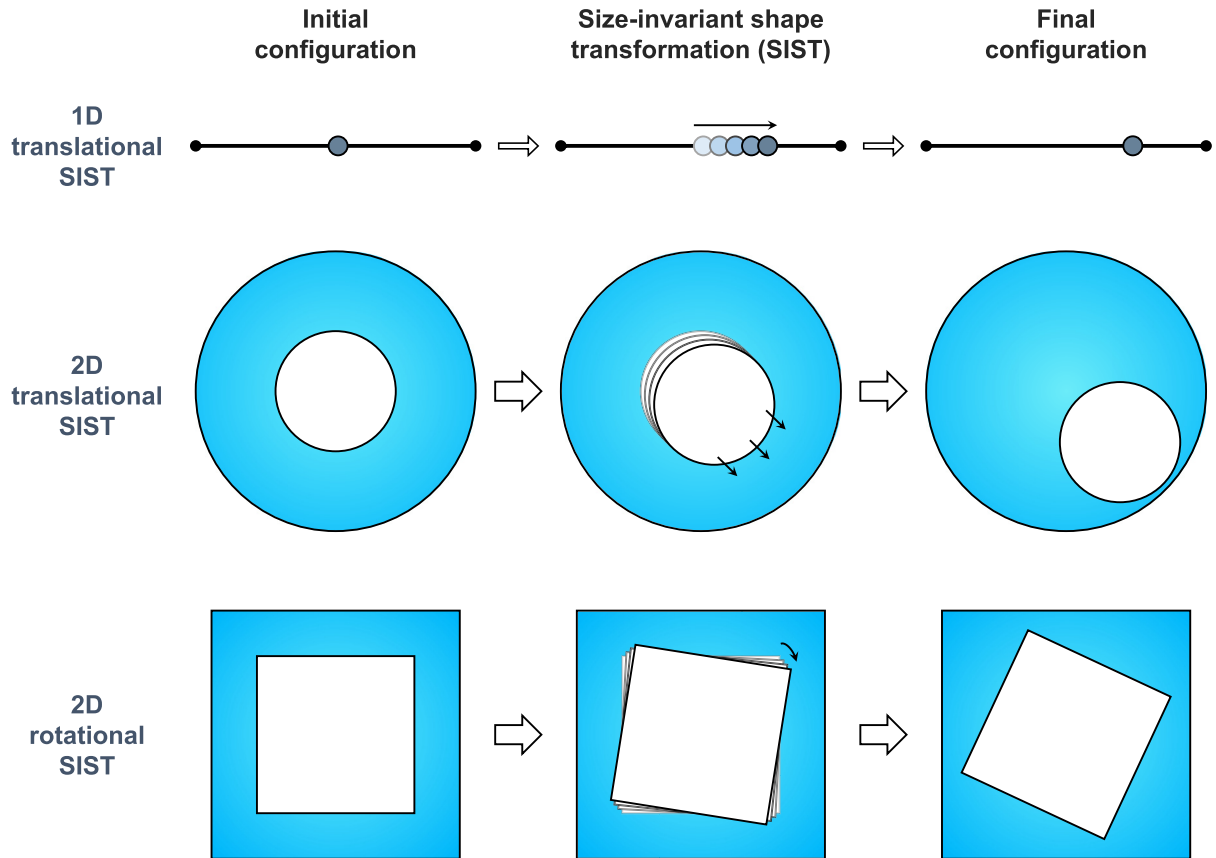 Initial
configuration
Size-invariant shape
transformation (SIST)
Final
configuration
1D
translational
SIST
2D
translational
SIST
2D
rotational
SIST